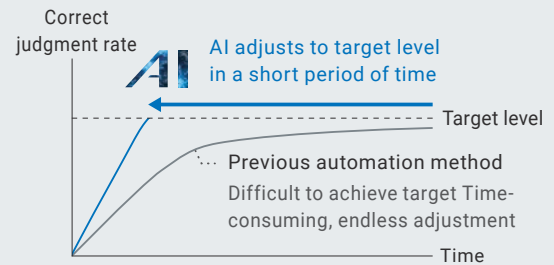 Correct
judgment rate
AI
AI adjusts to target level
in a short period of time
Target level
Previous automation method
Difficult to achieve target Time-
consuming, endless adjustment
Time